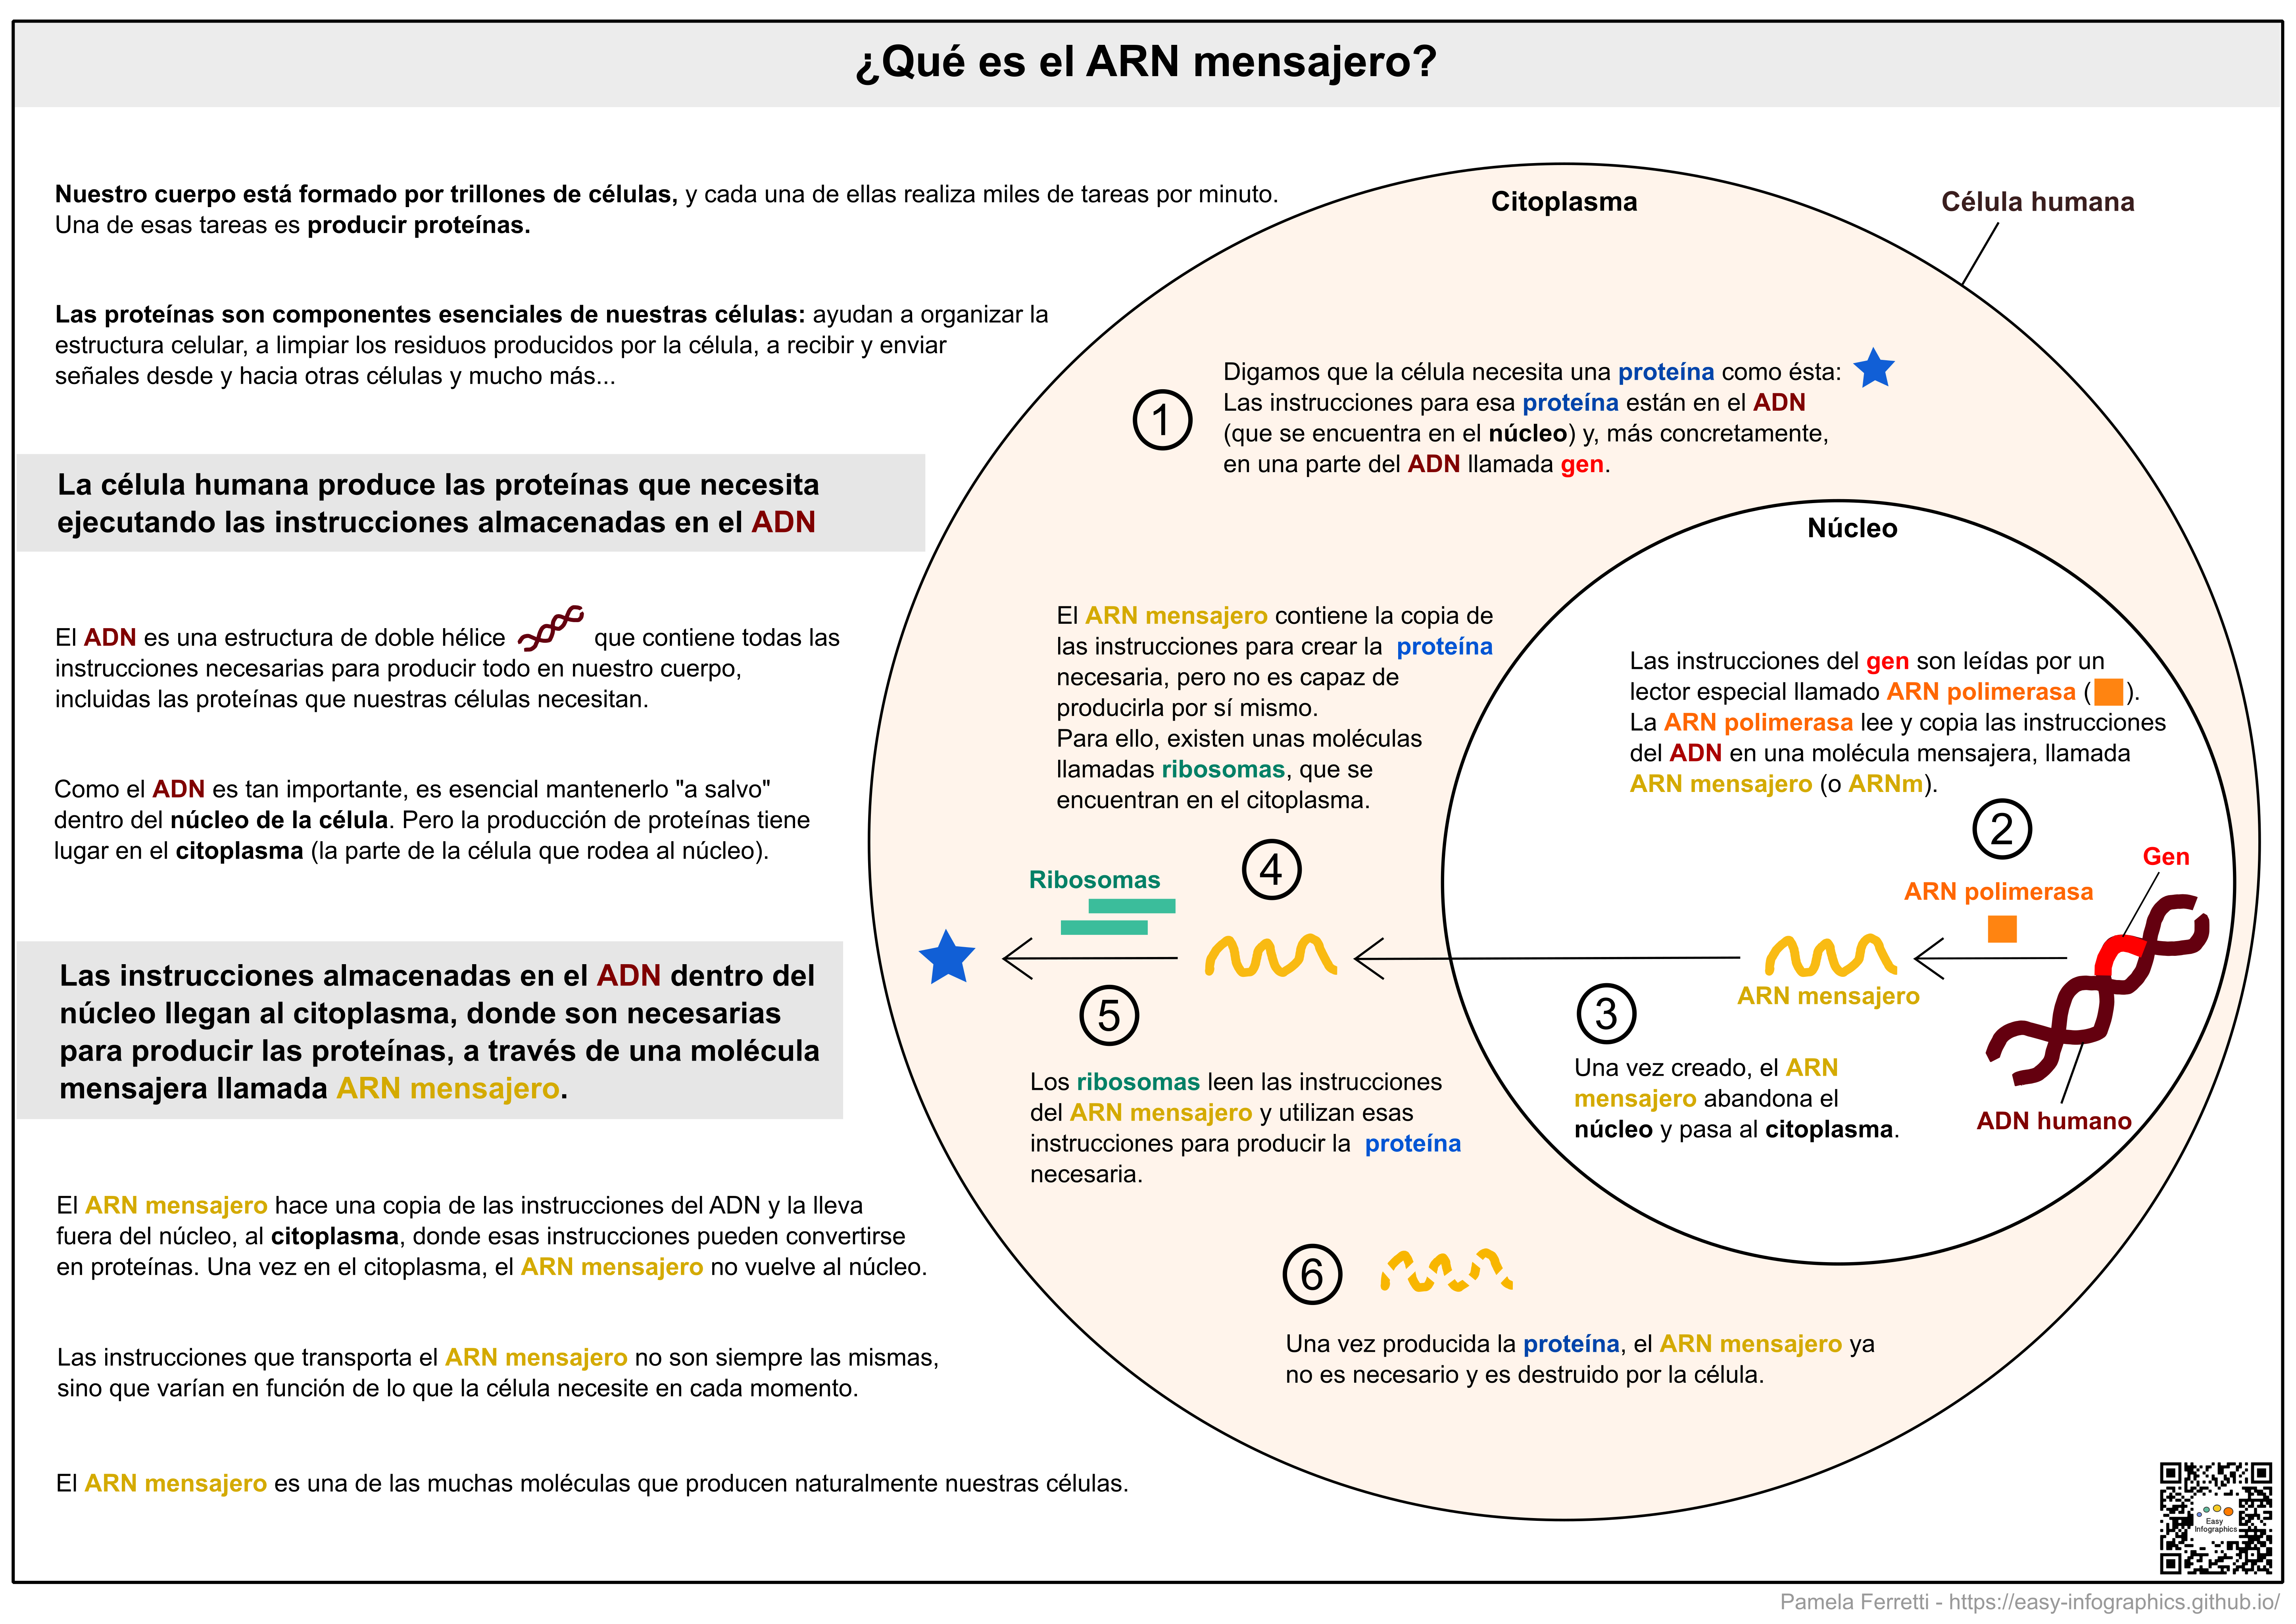 ¿Qué es el ARN mensajero?
Nuestro cuerpo está formado por trillones de células, y cada una de ellas realiza miles de tareas por minuto.
Una de esas tareas es producir proteínas.
Las proteínas son componentes esenciales de nuestras células: ayudan a organizar la
estructura celular, a limpiar los residuos producidos por la célula, a recibir y enviar
señales desde y hacia otras células y mucho más...
La célula humana produce las proteínas que necesita
ejecutando las instrucciones almacenadas en el ADN
El ADN es una estructura de doble hélice que contiene todas las
instrucciones necesarias para producir todo en nuestro cuerpo,
incluidas las proteínas que nuestras células necesitan.
Como el ADN es tan importante, es esencial mantenerlo "a salvo"
dentro del núcleo de la célula. Pero la producción de proteínas tiene
lugar en el citoplasma (la parte de la célula que rodea al núcleo).
Las instrucciones almacenadas en el ADN dentro del
núcleo llegan al citoplasma, donde son necesarias
para producir las proteínas, a través de una molécula
mensajera llamada ARN mensajero.
El ARN mensajero hace una copia de las instrucciones del ADN y la lleva
fuera del núcleo, al citoplasma, donde esas instrucciones pueden convertirse
en proteínas. Una vez en el citoplasma, el ARN mensajero no vuelve al núcleo.
Las instrucciones que transporta el ARN mensajero no son siempre las mismas,
sino que varían en función de lo que la célula necesite en cada momento.
El ARN mensajero es una de las muchas moléculas que producen naturalmente nuestras células.
Citoplasma
Célula humana
1
Digamos que la célula necesita una proteína como ésta:
Las instrucciones para esa proteína están en el ADN
(que se encuentra en el núcleo) y, más concretamente,
en una parte del ADN llamada gen.
Núcleo
Las instrucciones del gen son leídas por un
lector especial llamado ARN polimerasa ( ).
La ARN polimerasa lee y copia las instrucciones
del ADN en una molécula mensajera, llamada
ARN mensajero (o ARNm).
2
Gen
ARN polimerasa
ARN mensajero
ADN humano
3
Una vez creado, el ARN
mensajero abandona el
núcleo y pasa al citoplasma.
El ARN mensajero contiene la copia de
las instrucciones para crear la proteína
necesaria, pero no es capaz de
producirla por sí mismo.
Para ello, existen unas moléculas
llamadas ribosomas, que se
encuentran en el citoplasma.
4
Ribosomas
5
Los ribosomas leen las instrucciones
del ARN mensajero y utilizan esas
instrucciones para producir la proteína
necesaria.
6
Una vez producida la proteína, el ARN mensajero ya
no es necesario y es destruido por la célula.
Easy
Infographics
Pamela Ferretti - https://easy-infographics.github.io/